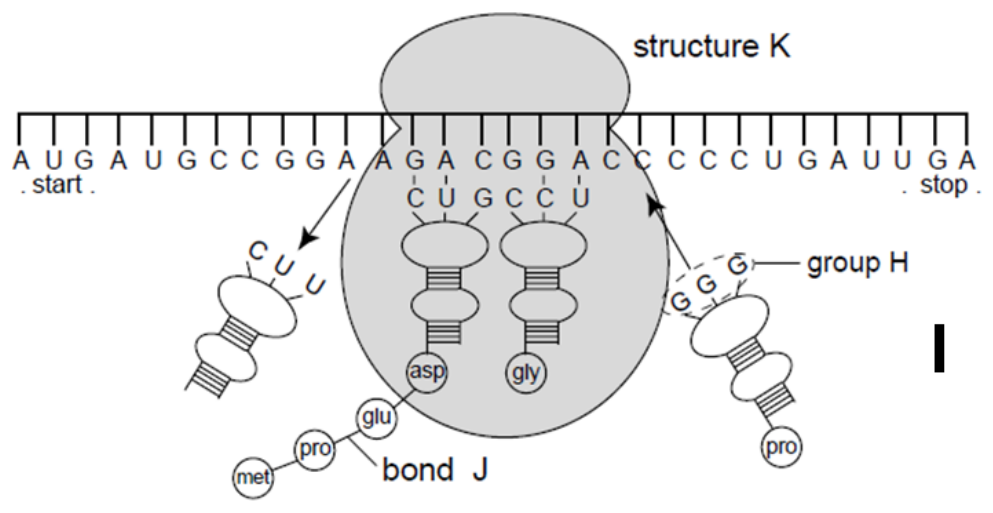 structure K
A U G A U G C C G G A A G A C G G A C C C C C U G A U U G A
. start .
. stop .
C U G C C U
C U U
G G G
group H
asp
gly
glu
pro
met
bond J
pro